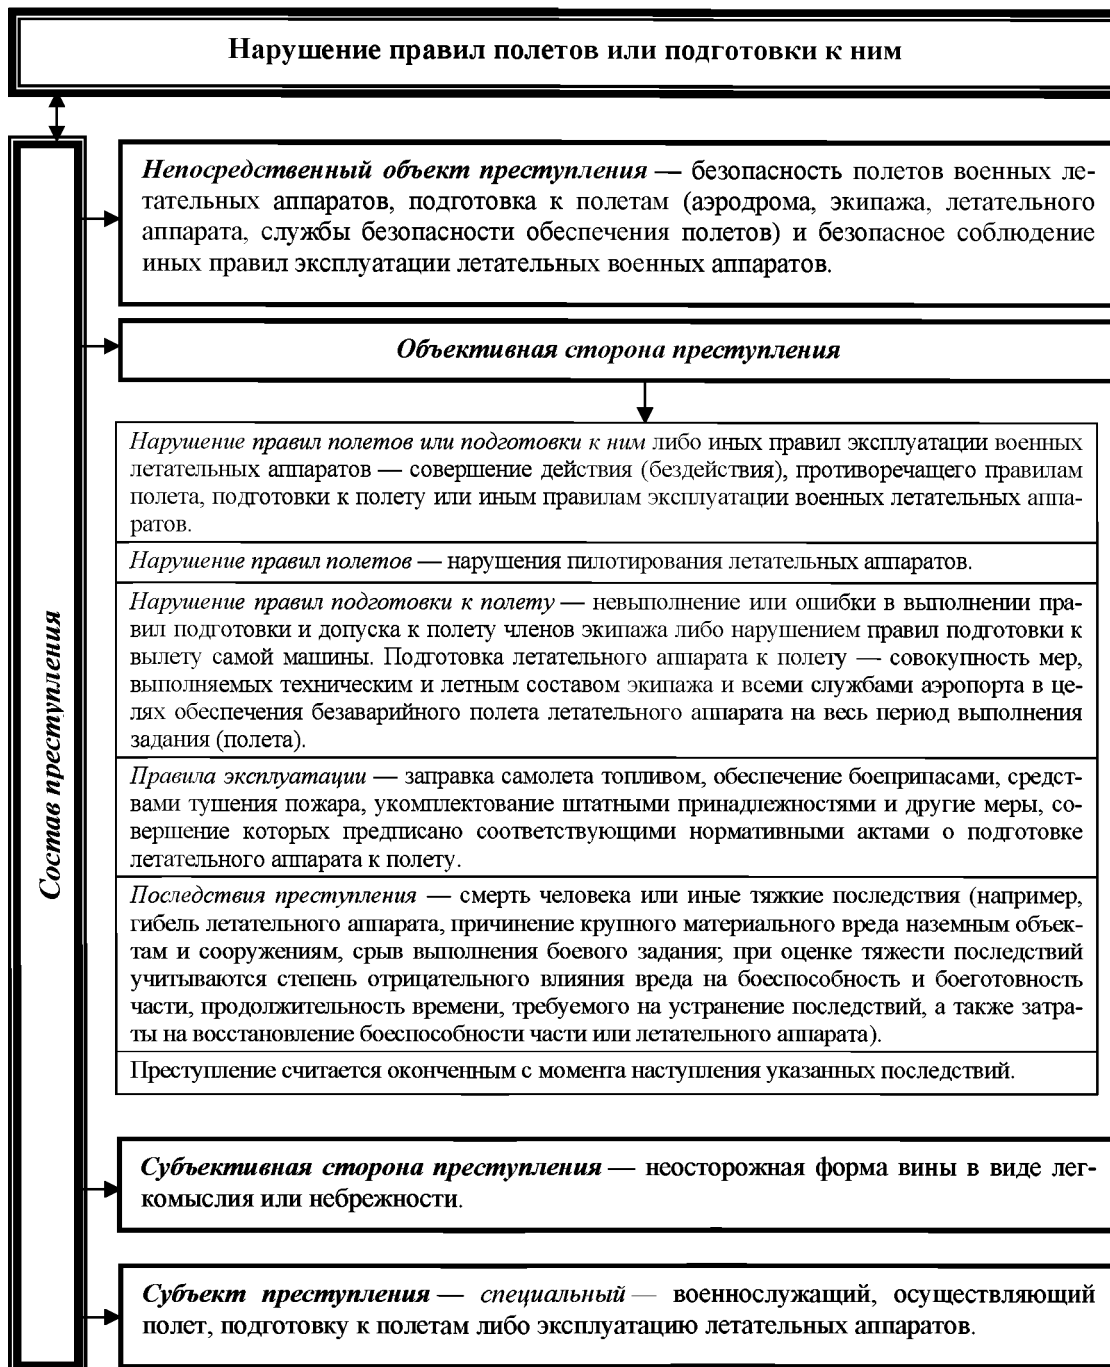 Нарушение правил полетов или подготовки к ним
Состав преступления
Непосредственный объект преступления — безопасность полетов военных ле-
тательных аппаратов, подготовка к полетам (аэродрома, экипажа, летательного
аппарата, службы безопасности обеспечения полетов) и безопасное соблюдение
иных правил эксплуатации летательных военных аппаратов.
Объективная сторона преступления
Нарушение правил полетов или подготовки к ним либо иных правил эксплуатации военных
летательных аппаратов — совершение действия (бездействия), противоречащего правилам
полета, подготовки к полету или иным правилам эксплуатации военных летательных аппа-
ратов.
Нарушение правил полетов — нарушения пилотирования летательных аппаратов.
Нарушение правил подготовки к полету — невыполнение или ошибки в выполнении пра-
вил подготовки и допуска к полету членов экипажа либо нарушением правил подготовки к
вылету самой машины. Подготовка летательного аппарата к полету — совокупность мер,
выполняемых техническим и летным составом экипажа и всеми службами аэропорта в це-
лях обеспечения безаварийного полета летательного аппарата на весь период выполнения
задания (полета).
Правила эксплуатации — заправка самолета топливом, обеспечение боеприпасами, средст-
вами тушения пожара, укомплектование штатными принадлежностями и другие меры, со-
вершение которых предписано соответствующими нормативными актами о подготовке
летательного аппарата к полету.
Последствия преступления — смерть человека или иные тяжкие последствия (например,
гибель летательного аппарата, причинение крупного материального вреда наземным объек-
там и сооружениям, срыв выполнения боевого задания; при оценке тяжести последствий
учитываются степень отрицательного влияния вреда на боеспособность и боеготовность
части, продолжительность времени, требуемого на устранение последствий, а также затра-
ты на восстановление боеспособности части или летательного аппарата).
Преступление считается оконченным с момента наступления указанных последствий.
Субъективная сторона преступления — неосторожная форма вины в виде лег-
комыслия или небрежности.
Субъект преступления — специальный — военнослужащий, осуществляющий
полет, подготовку к полетам либо эксплуатацию летательных аппаратов.